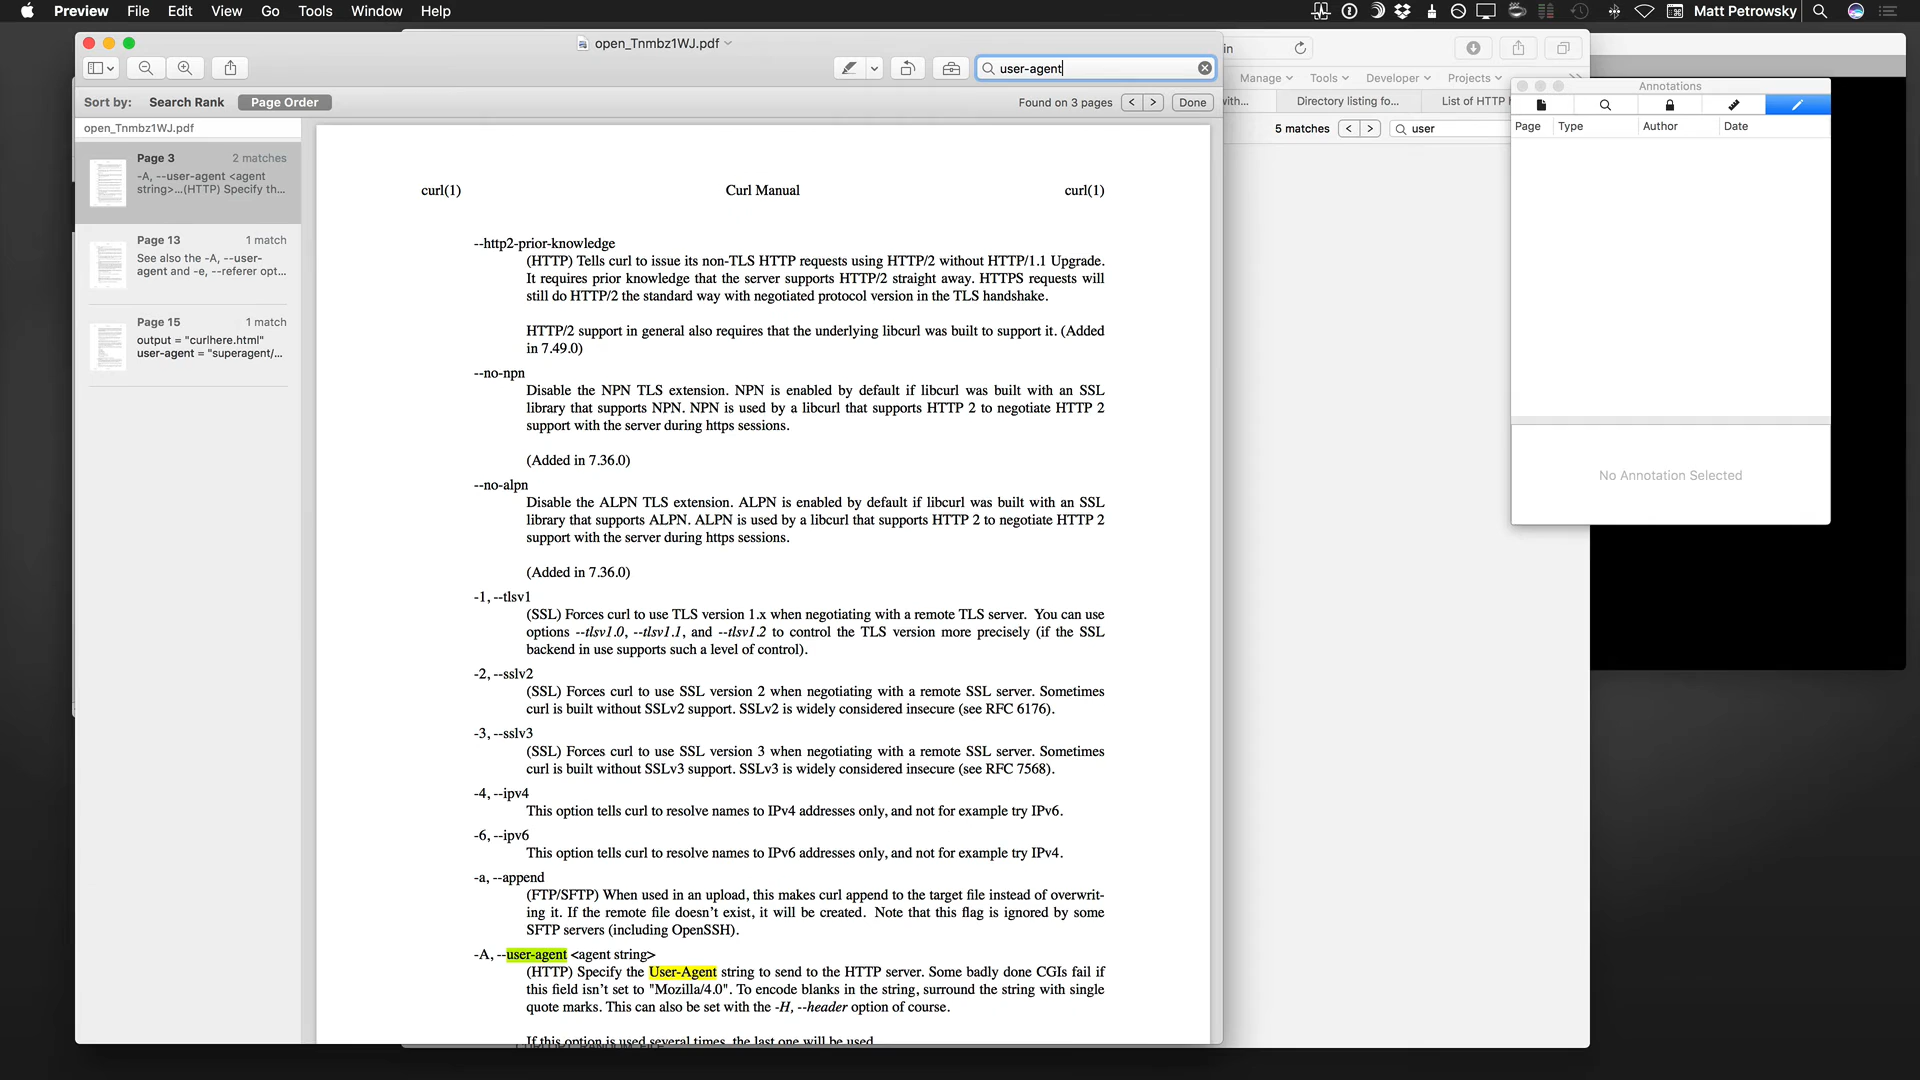 Preview File Edit View Go Tools Window Help
Matt Petrowsky
open_Tnmbz1WJ.pdf
user-agent
Sort by: Search Rank Page Order
Found on 3 pages < > Done
open_Tnmbz1WJ.pdf
Page 3 2 matches
-A, --user-agent <agent
string>...(HTTP) Specify th...
Page 13 1 match
See also the -A, --user-
agent and -e, --referer opt...
Page 15 1 match
output = "curlhere.html"
user-agent = "superagent/...
curl(1) Curl Manual curl(1)
--http2-prior-knowledge
(HTTP) Tells curl to issue its non-TLS HTTP requests using HTTP/2 without HTTP/1.1 Upgrade.
It requires prior knowledge that the server supports HTTP/2 straight away. HTTPS requests will
still do HTTP/2 the standard way with negotiated protocol version in the TLS handshake.
HTTP/2 support in general also requires that the underlying libcurl was built to support it. (Added
in 7.49.0)
--no-npn
Disable the NPN TLS extension. NPN is enabled by default if libcurl was built with an SSL
library that supports NPN. NPN is used by a libcurl that supports HTTP 2 to negotiate HTTP 2
support with the server during https sessions.
(Added in 7.36.0)
--no-alpn
Disable the ALPN TLS extension. ALPN is enabled by default if libcurl was built with an SSL
library that supports ALPN. ALPN is used by a libcurl that supports HTTP 2 to negotiate HTTP 2
support with the server during https sessions.
(Added in 7.36.0)
-1, --tlsv1
(SSL) Forces curl to use TLS version 1.x when negotiating with a remote TLS server. You can use
options --tlsv1.0, --tlsv1.1, and --tlsv1.2 to control the TLS version more precisely (if the SSL
backend in use supports such a level of control).
-2, --sslv2
(SSL) Forces curl to use SSL version 2 when negotiating with a remote SSL server. Sometimes
curl is built without SSLv2 support. SSLv2 is widely considered insecure (see RFC 6176).
-3, --sslv3
(SSL) Forces curl to use SSL version 3 when negotiating with a remote SSL server. Sometimes
curl is built without SSLv3 support. SSLv3 is widely considered insecure (see RFC 7568).
-4, --ipv4
This option tells curl to resolve names to IPv4 addresses only, and not for example try IPv6.
-6, --ipv6
This option tells curl to resolve names to IPv6 addresses only, and not for example try IPv4.
-a, --append
(FTP/SFTP) When used in an upload, this makes curl append to the target file instead of overwrit-
ing it. If the remote file doesn't exist, it will be created. Note that this flag is ignored by some
SFTP servers (including OpenSSH).
-A, --user-agent <agent string>
(HTTP) Specify the User-Agent string to send to the HTTP server. Some badly done CGIs fail if
this field isn't set to "Mozilla/4.0". To encode blanks in the string, surround the string with single
quote marks. This can also be set with the -H, --header option of course.
If this option is used several times, the last one will be used.
in
Manage Tools Developer Projects >>
with... Directory listing fo... List of HTTP
5 matches < > user
Annotations
Page Type Author Date
No Annotation Selected